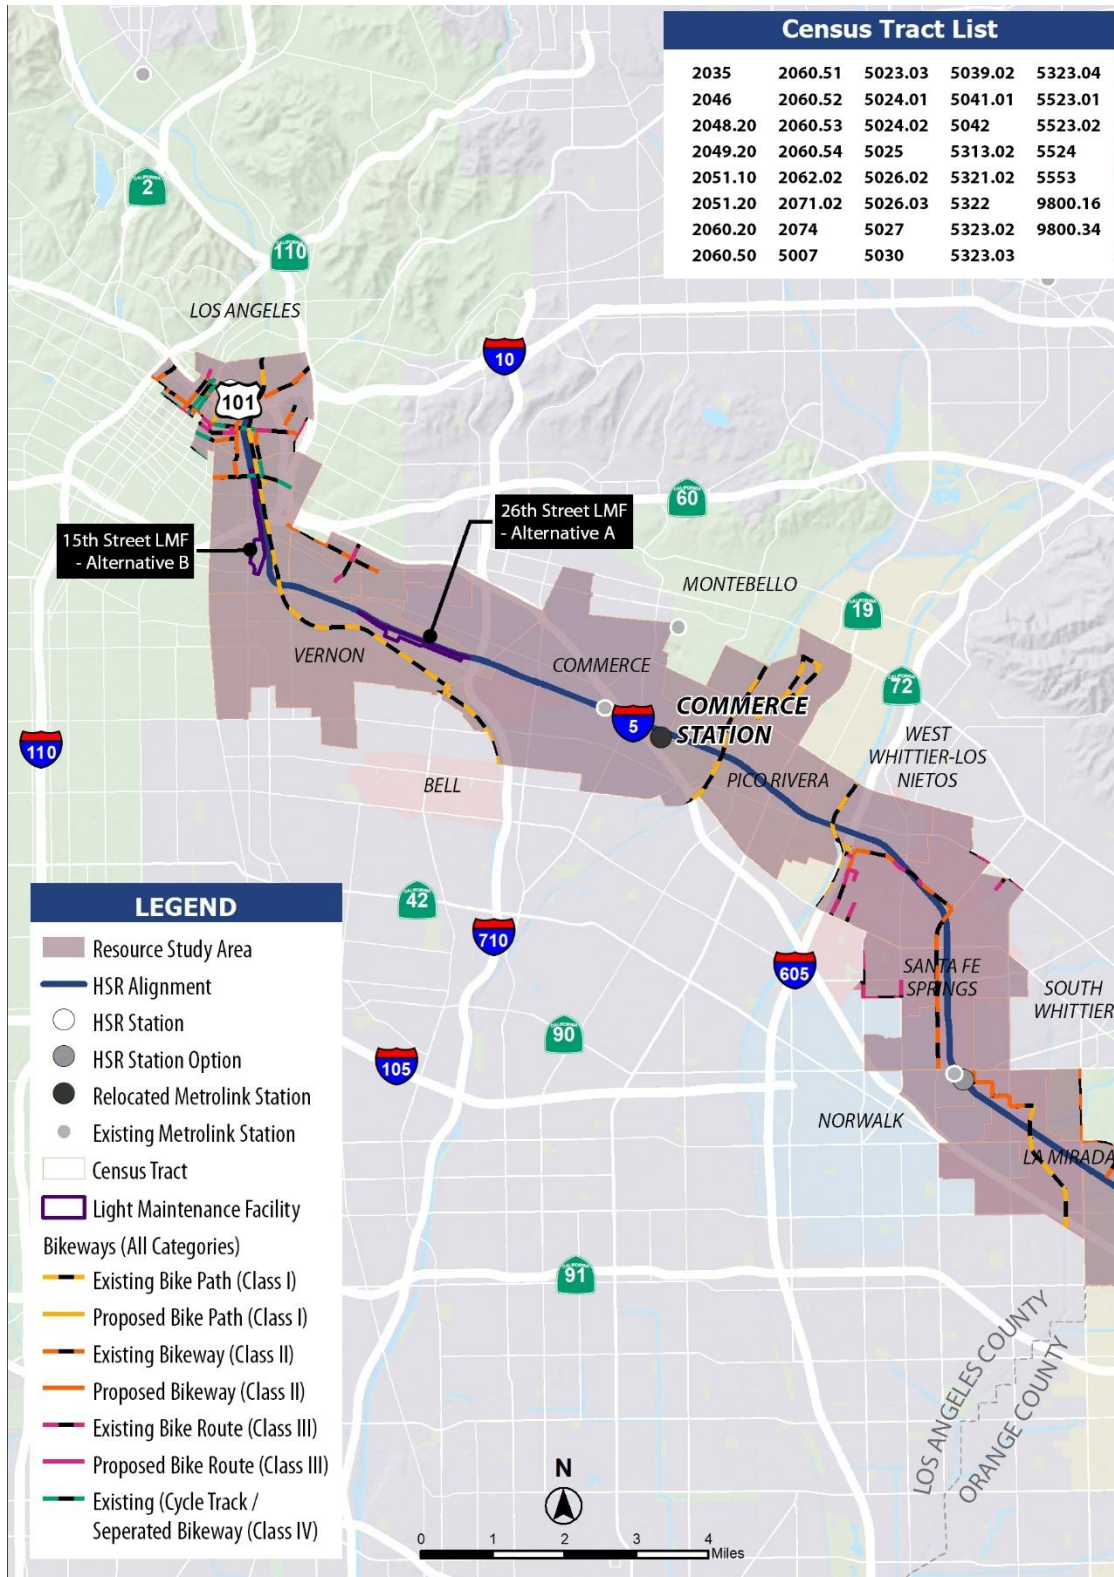 Census Tract List
2035 2060.51 5023.03 5039.02 5323.04
2046 2060.52 5024.01 5041.01 5523.01
2048.20 2060.53 5024.02 5042 5523.02
2049.20 2060.54 5025 5313.02 5524
2051.10 2062.02 5026.02 5321.02 5553
2051.20 2071.02 5026.03 5322 9800.16
2060.20 2074 5027 5323.02 9800.34
2060.50 5007 5030 5323.03
CALIFORNIA
2
CALIFORNIA
110
LOS ANGELES
10
101
CALIFORNIA
60
26th Street LMF
- Alternative A
15th Street LMF
- Alternative B
MONTEBELLO
CALIFORNIA
19
VERNON
COMMERCE
CALIFORNIA
72
COMMERCE
STATION
5
110
WEST
WHITTIER-LOS
NIETOS
BELL
PICO RIVERA
CALIFORNIA
42
710
605
SANTA FE
SPRINGS
SOUTH
WHITTIER
CALIFORNIA
90
105
NORWALK
LA MIRADA
CALIFORNIA
91
LOS ANGELES COUNTY
ORANGE COUNTY
LEGEND
Resource Study Area
HSR Alignment
HSR Station
HSR Station Option
Relocated Metrolink Station
Existing Metrolink Station
Census Tract
Light Maintenance Facility
Bikeways (All Categories)
Existing Bike Path (Class I)
Proposed Bike Path (Class I)
Existing Bikeway (Class II)
Proposed Bikeway (Class II)
Existing Bike Route (Class III)
Proposed Bike Route (Class III)
Existing (Cycle Track /
Seperated Bikeway (Class IV)
N
0 1 2 3 4
Miles